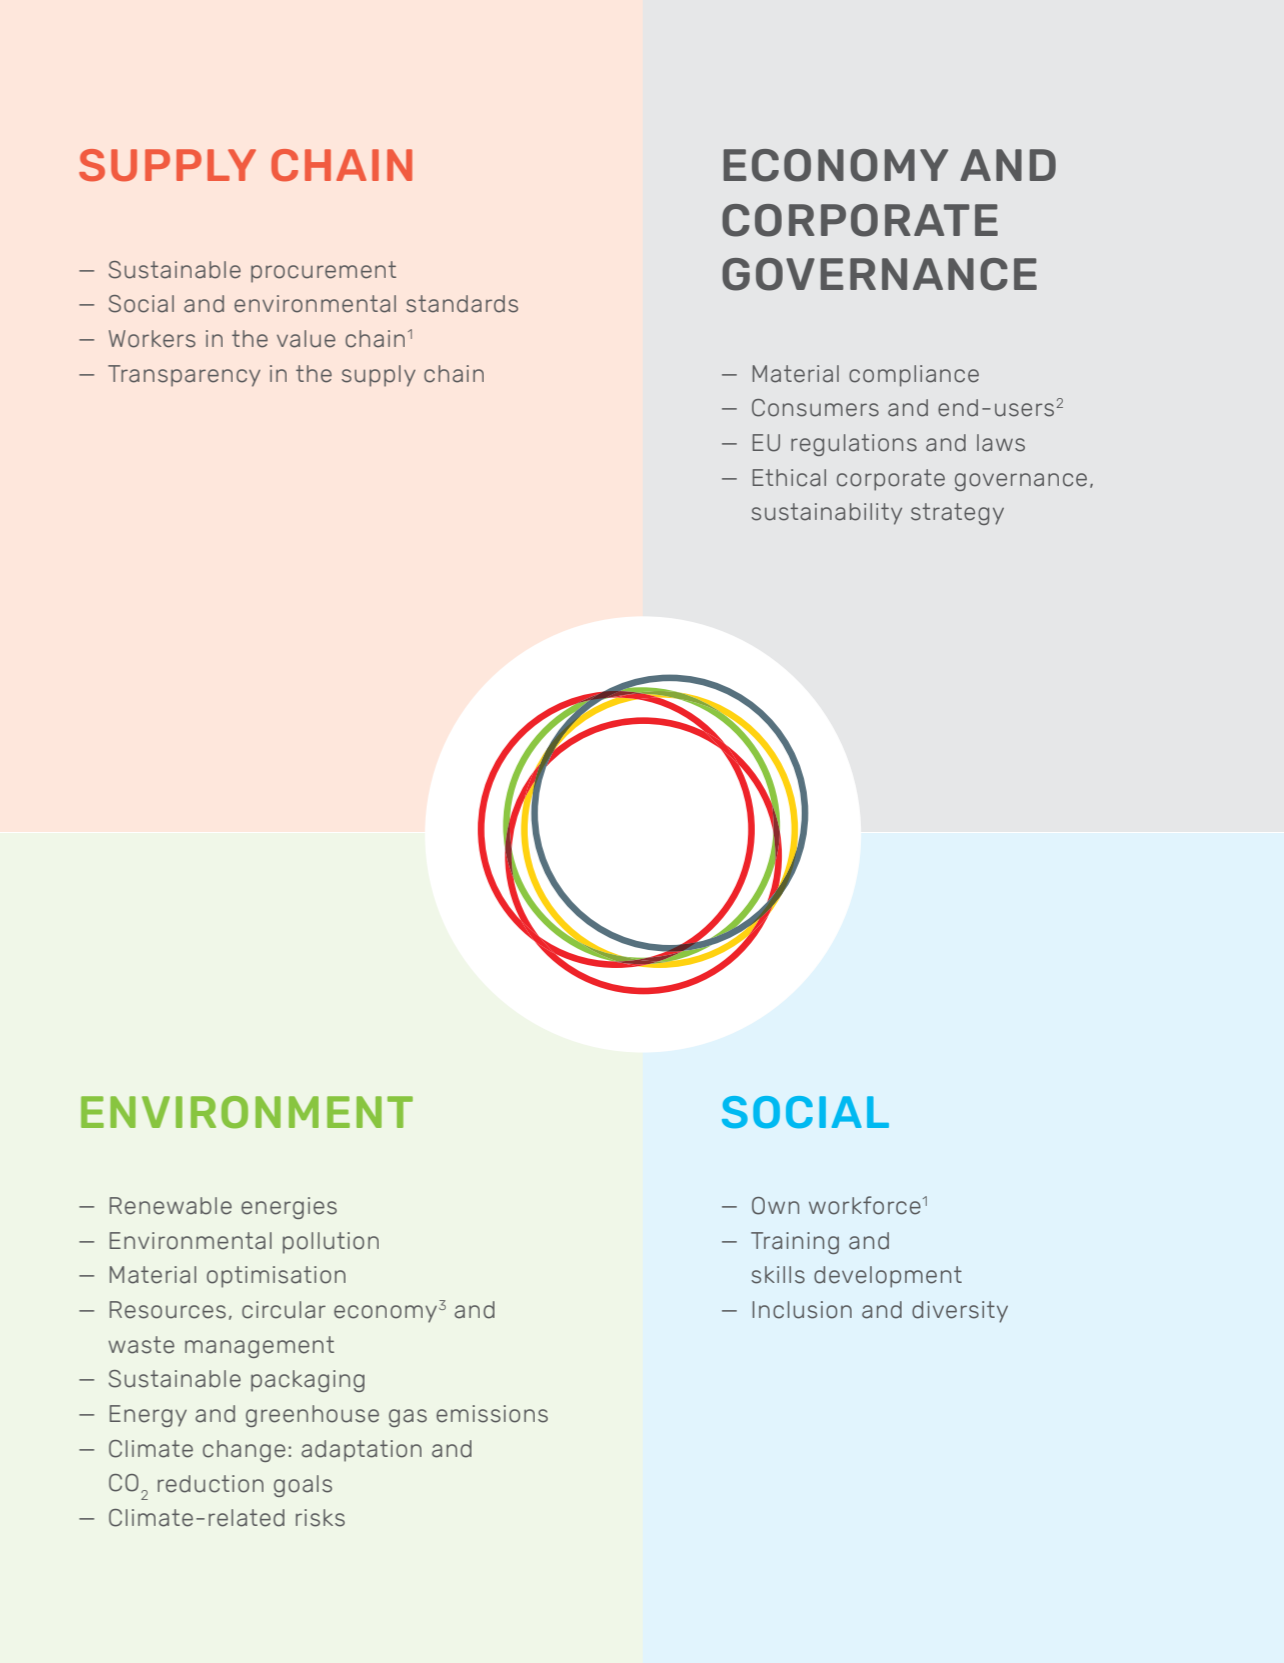 SUPPLY CHAIN
— Sustainable procurement
— Social and environmental standards
— Workers in the value chain¹
— Transparency in the supply chain
ECONOMY AND
CORPORATE
GOVERNANCE
— Material compliance
— Consumers and end-users²
— EU regulations and laws
— Ethical corporate governance,
sustainability strategy
ENVIRONMENT
— Renewable energies
— Environmental pollution
— Material optimisation
— Resources, circular economy³ and
waste management
— Sustainable packaging
— Energy and greenhouse gas emissions
— Climate change: adaptation and
CO₂ reduction goals
— Climate-related risks
SOCIAL
— Own workforce¹
— Training and
skills development
— Inclusion and diversity